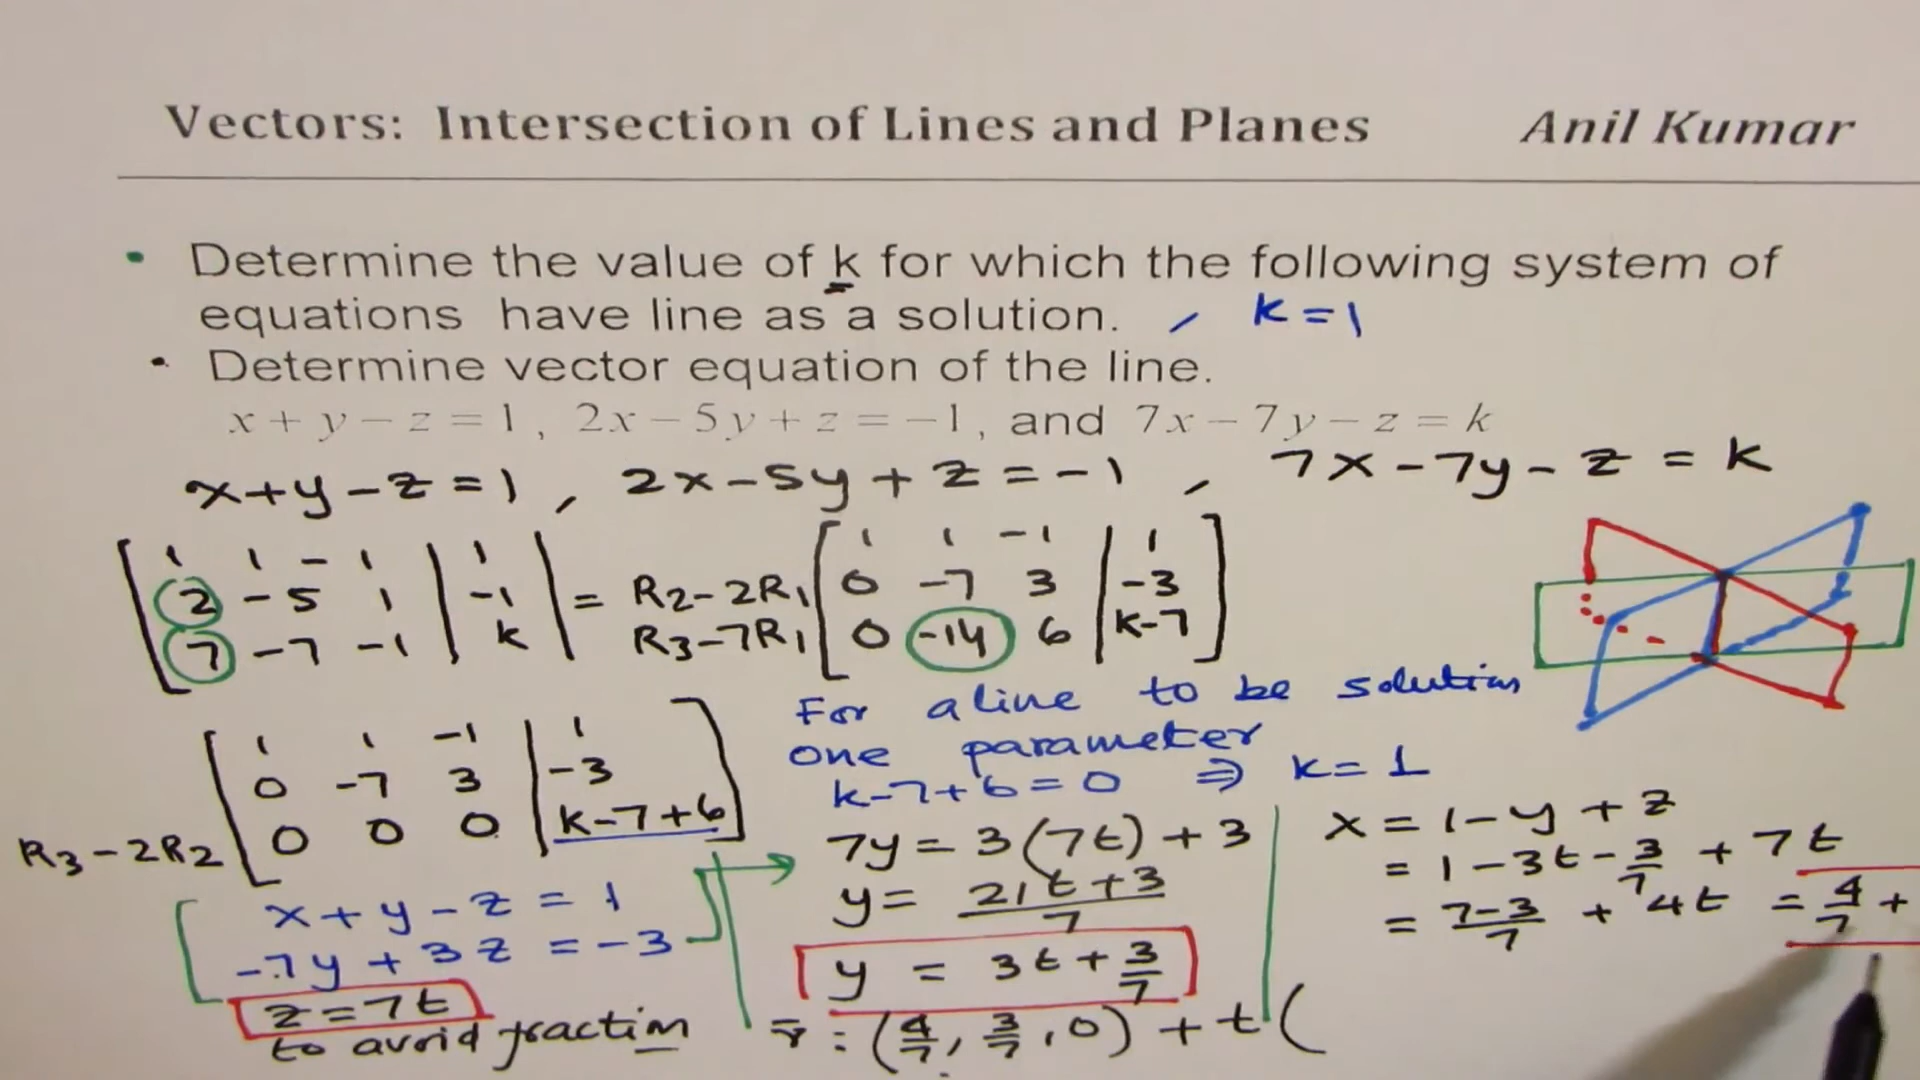 Vectors: Intersection of Lines and Planes Anil Kumar
• Determine the value of k for which the following system of
equations have line as a solution. , k = 1
• Determine vector equation of the line.
x + y − z = 1, 2x − 5y + z = −1, and 7x − 7y − z = k
x + y − z = 1 , 2x − 5y + z = −1 , 7x − 7y − z = k
[ 1 1 −1 | 1 ] = [ 1 1 −1 | 1 ]
2 −5 1 | −1 R2−2R1 0 −7 3 | −3
7 −7 −1 | k R3−7R1 0 −14 6 | k−7
[ 1 1 −1 | 1 ]
0 −7 3 | −3
R3−2R2 0 0 0 | k−7+6
x + y − z = 1
−7y + 3z = −3
z = 7t
to avoid fraction
For a line to be solution
one parameter
k−7+6 = 0 ⇒ k = 1
7y = 3(7t) + 3
y = 21t+3/7
y = 3t + 3/7
x = 1 − y + z
= 1 − 3t − 3/7 + 7t
= 7−3/7 + 4t = 4/7 +
r̄ : (4/7, 3/7, 0) + t (